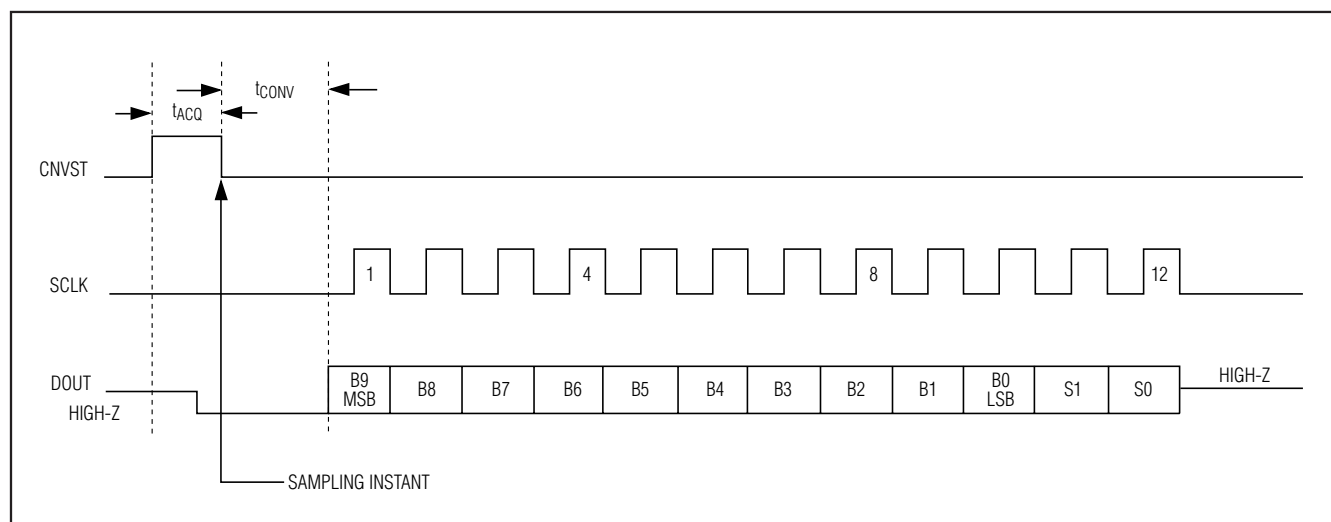 tCONV
tACQ
CNVST
1 4 8 12
SCLK
DOUT
HIGH-Z
B9 MSB B8 B7 B6 B5 B4 B3 B2 B1 B0 LSB S1 S0
HIGH-Z
SAMPLING INSTANT